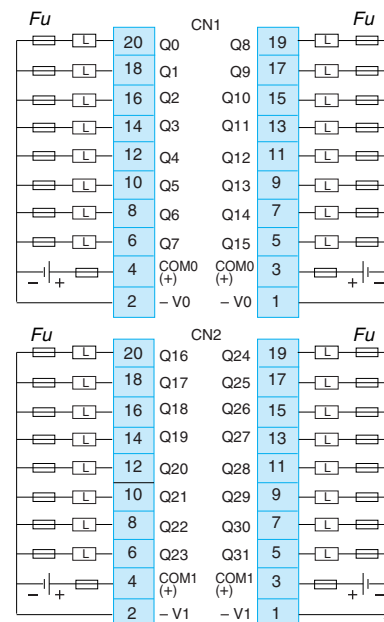 Fu CN1 Fu
L 20 Q0 Q8 19 L
L 18 Q1 Q9 17 L
L 16 Q2 Q10 15 L
L 14 Q3 Q11 13 L
L 12 Q4 Q12 11 L
L 10 Q5 Q13 9 L
L 8 Q6 Q14 7 L
L 6 Q7 Q15 5 L
– + 4 COM0 (+) COM0 (+) 3 – +
2 – V0 – V0 1
Fu CN2 Fu
L 20 Q16 Q24 19 L
L 18 Q17 Q25 17 L
L 16 Q18 Q26 15 L
L 14 Q19 Q27 13 L
L 12 Q20 Q28 11 L
L 10 Q21 Q29 9 L
L 8 Q22 Q30 7 L
L 6 Q23 Q31 5 L
– + 4 COM1 (+) COM1 (+) 3 – +
2 – V1 – V1 1